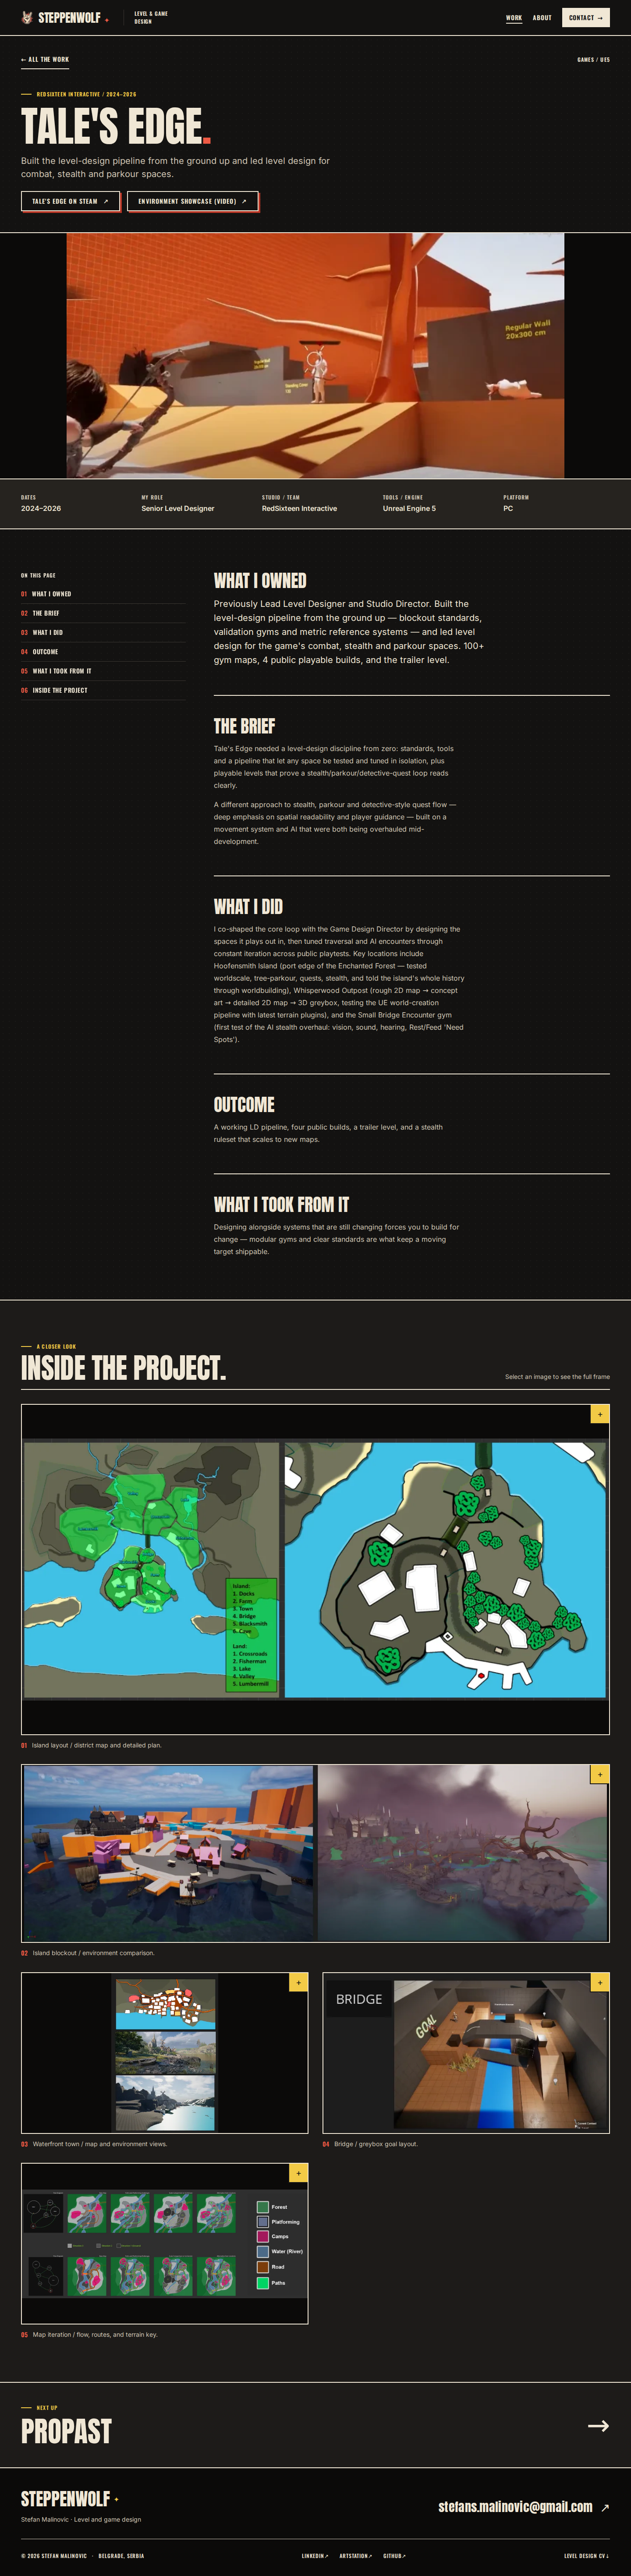 STEPPENWOLF
LEVEL & GAME
DESIGN
WORK
ABOUT
CONTACT →
← ALL THE WORK
GAMES / UE5
REDSIXTEEN INTERACTIVE / 2024–2026
TALE'S EDGE.
Built the level-design pipeline from the ground up and led level design for
combat, stealth and parkour spaces.
TALE'S EDGE ON STEAM ↗
ENVIRONMENT SHOWCASE (VIDEO) ↗
Regular Wall
20x300 cm
DATES
2024–2026
MY ROLE
Senior Level Designer
STUDIO / TEAM
RedSixteen Interactive
TOOLS / ENGINE
Unreal Engine 5
PLATFORM
PC
ON THIS PAGE
01 WHAT I OWNED
02 THE BRIEF
03 WHAT I DID
04 OUTCOME
05 WHAT I TOOK FROM IT
06 INSIDE THE PROJECT
WHAT I OWNED
Previously Lead Level Designer and Studio Director. Built the
level-design pipeline from the ground up — blockout standards,
validation gyms and metric reference systems — and led level
design for the game's combat, stealth and parkour spaces. 100+
gym maps, 4 public playable builds, and the trailer level.
THE BRIEF
Tale's Edge needed a level-design discipline from zero: standards, tools
and a pipeline that let any space be tested and tuned in isolation, plus
playable levels that prove a stealth/parkour/detective-quest loop reads
clearly.
A different approach to stealth, parkour and detective-style quest flow —
deep emphasis on spatial readability and player guidance — built on a
movement system and AI that were both being overhauled mid-
development.
WHAT I DID
I co-shaped the core loop with the Game Design Director by designing the
spaces it plays out in, then tuned traversal and AI encounters through
constant iteration across public playtests. Key locations include
Hoofensmith Island (port edge of the Enchanted Forest — tested
worldscale, tree-parkour, quests, stealth, and told the island's whole history
through worldbuilding), Whisperwood Outpost (rough 2D map → concept
art → detailed 2D map → 3D greybox, testing the UE world-creation
pipeline with latest terrain plugins), and the Small Bridge Encounter gym
(first test of the AI stealth overhaul: vision, sound, hearing, Rest/Feed 'Need
Spots').
OUTCOME
A working LD pipeline, four public builds, a trailer level, and a stealth
ruleset that scales to new maps.
WHAT I TOOK FROM IT
Designing alongside systems that are still changing forces you to build for
change — modular gyms and clear standards are what keep a moving
target shippable.
A CLOSER LOOK
INSIDE THE PROJECT.
Select an image to see the full frame
+
Island:
1. Docks
2. Farm
3. Town
4. Bridge
5. Blacksmith
6. Cave
Land:
1. Crossroads
2. Fisherman
3. Lake
4. Valley
5. Lumbermill
01 Island layout / district map and detailed plan.
+
02 Island blockout / environment comparison.
+
03 Waterfront town / map and environment views.
+
BRIDGE
GOAL
04 Bridge / greybox goal layout.
+
Forest
Platforming
Camps
Water (River)
Road
Paths
05 Map iteration / flow, routes, and terrain key.
NEXT UP
PROPAST
→
STEPPENWOLF
Stefan Malinovic · Level and game design
stefans.malinovic@gmail.com ↗
© 2026 STEFAN MALINOVIC · BELGRADE, SERBIA
LINKEDIN↗
ARTSTATION↗
GITHUB↗
LEVEL DESIGN CV↓